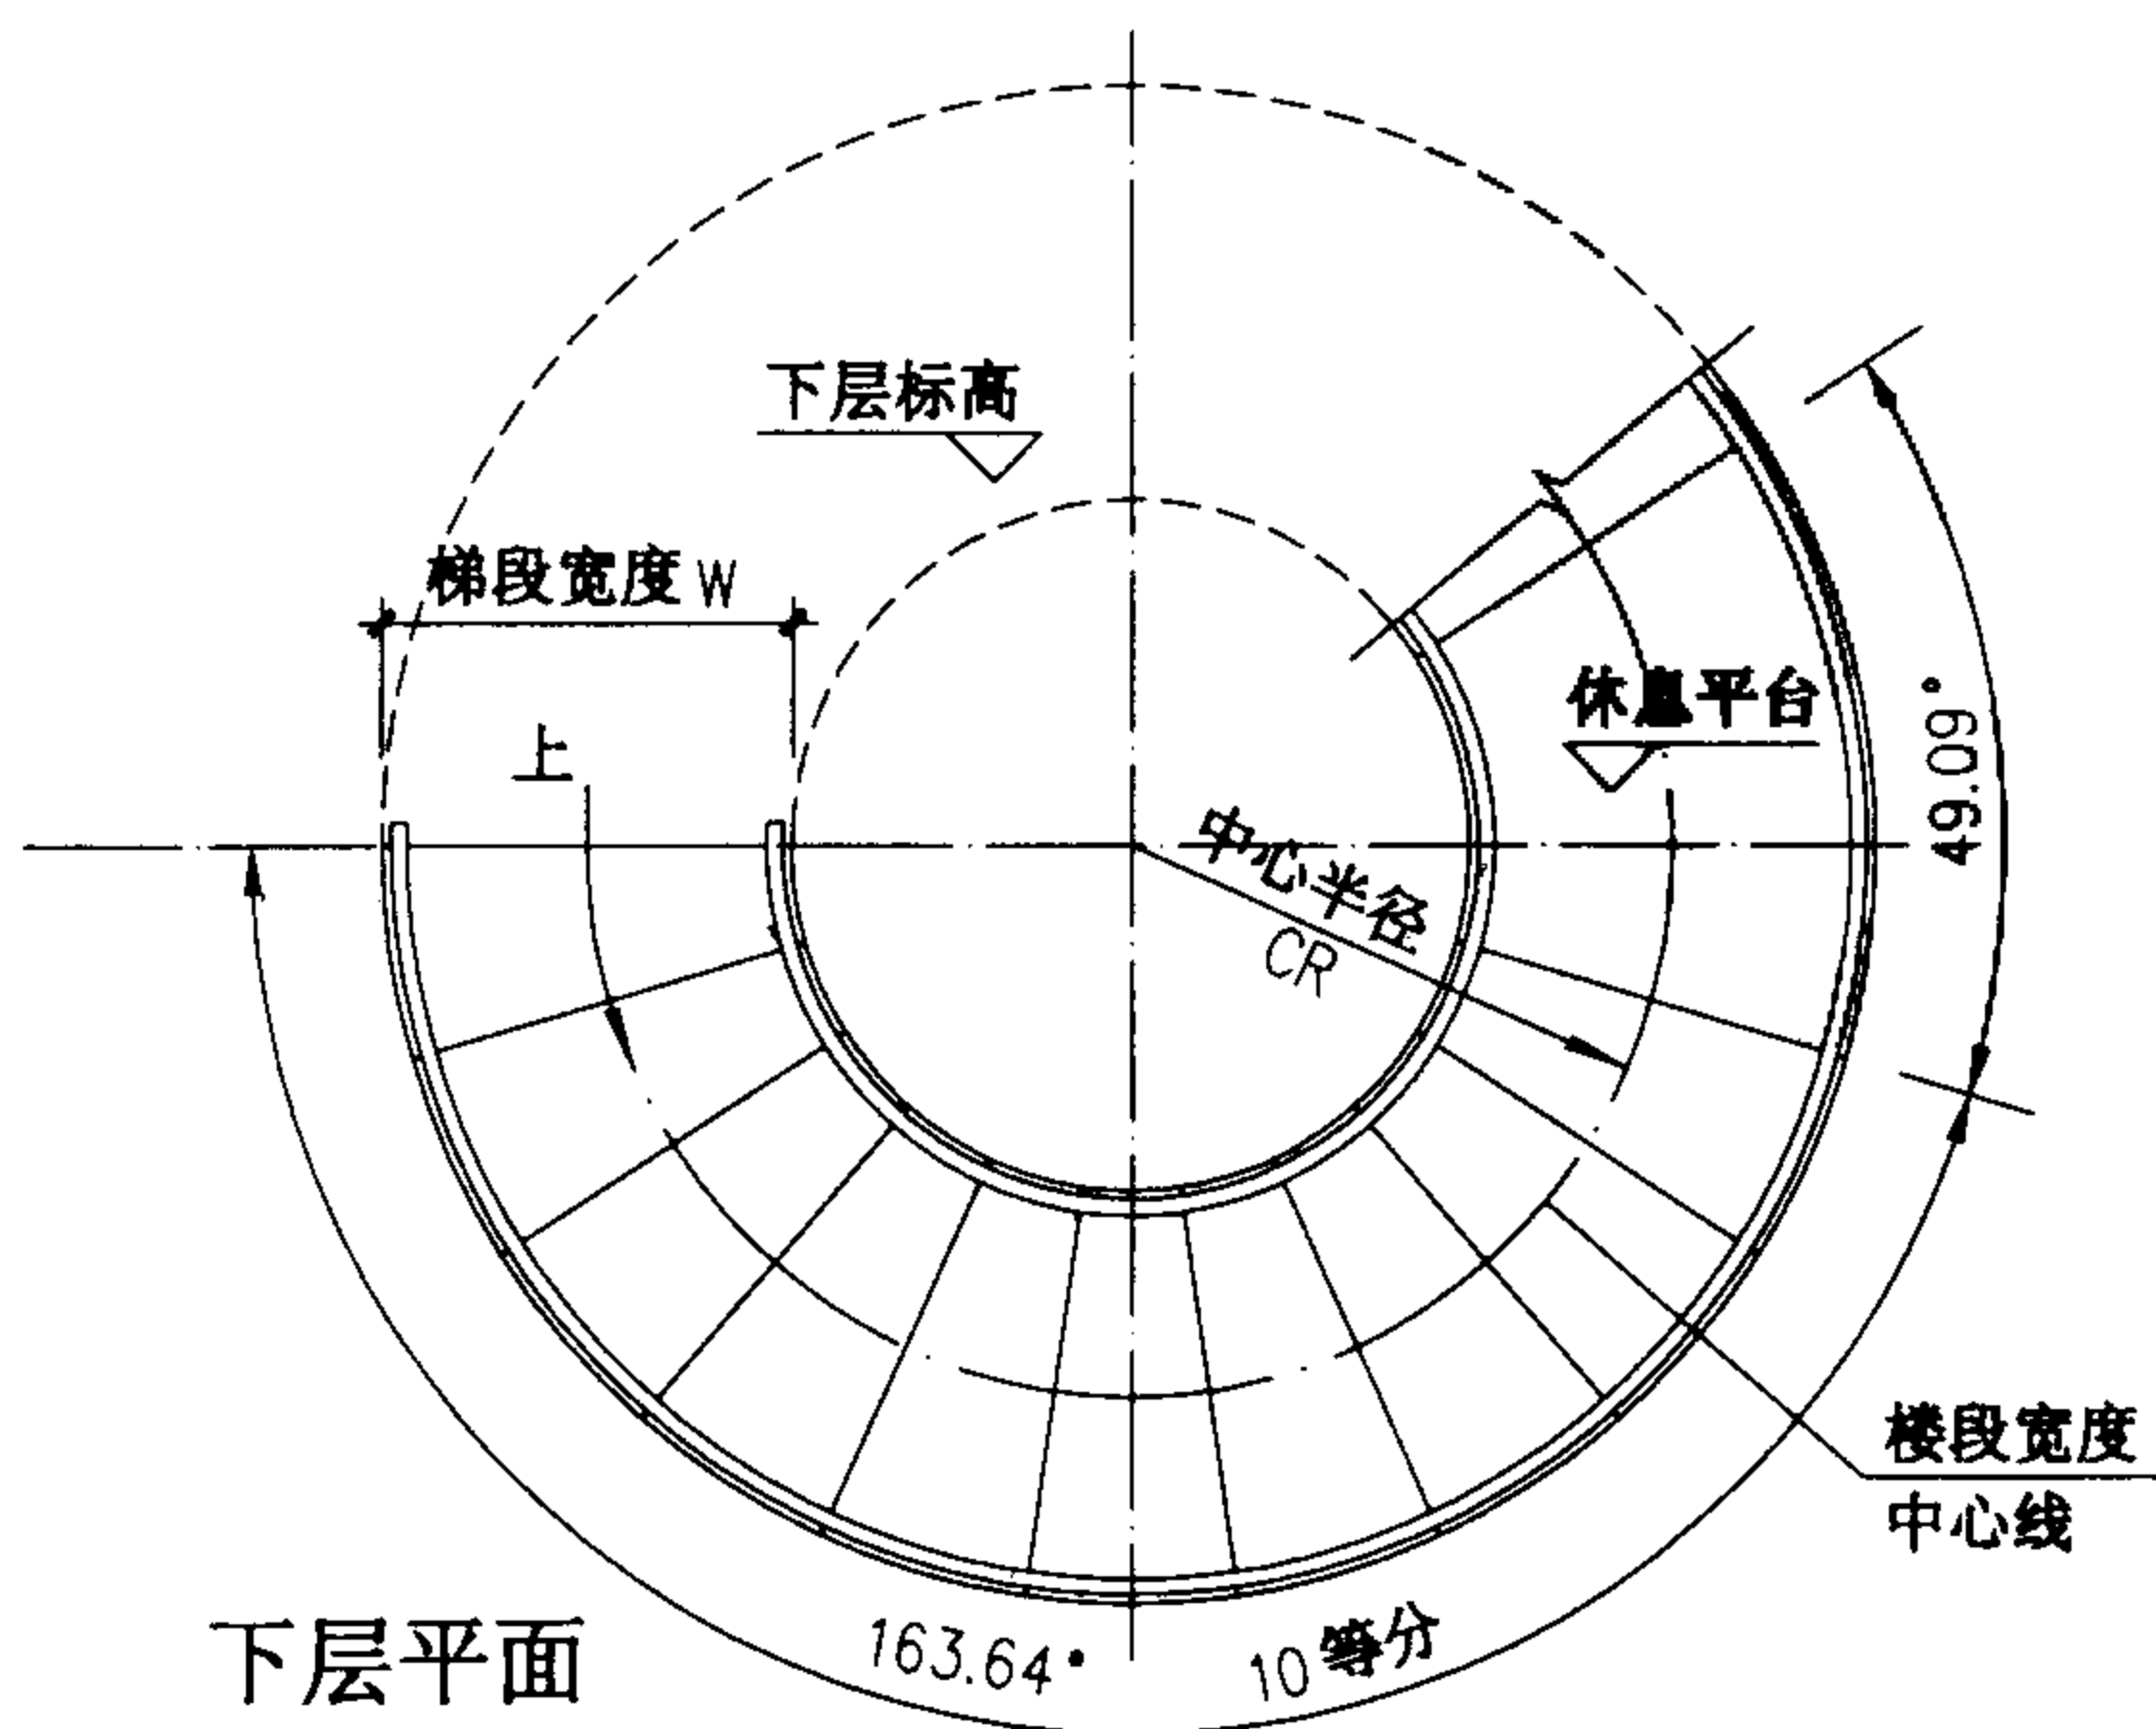 下层标高
梯段宽度 W
上
休息平台
49.09°
中心半径
CR
楼段宽度
中心线
163.64° 10 等分
下层平面